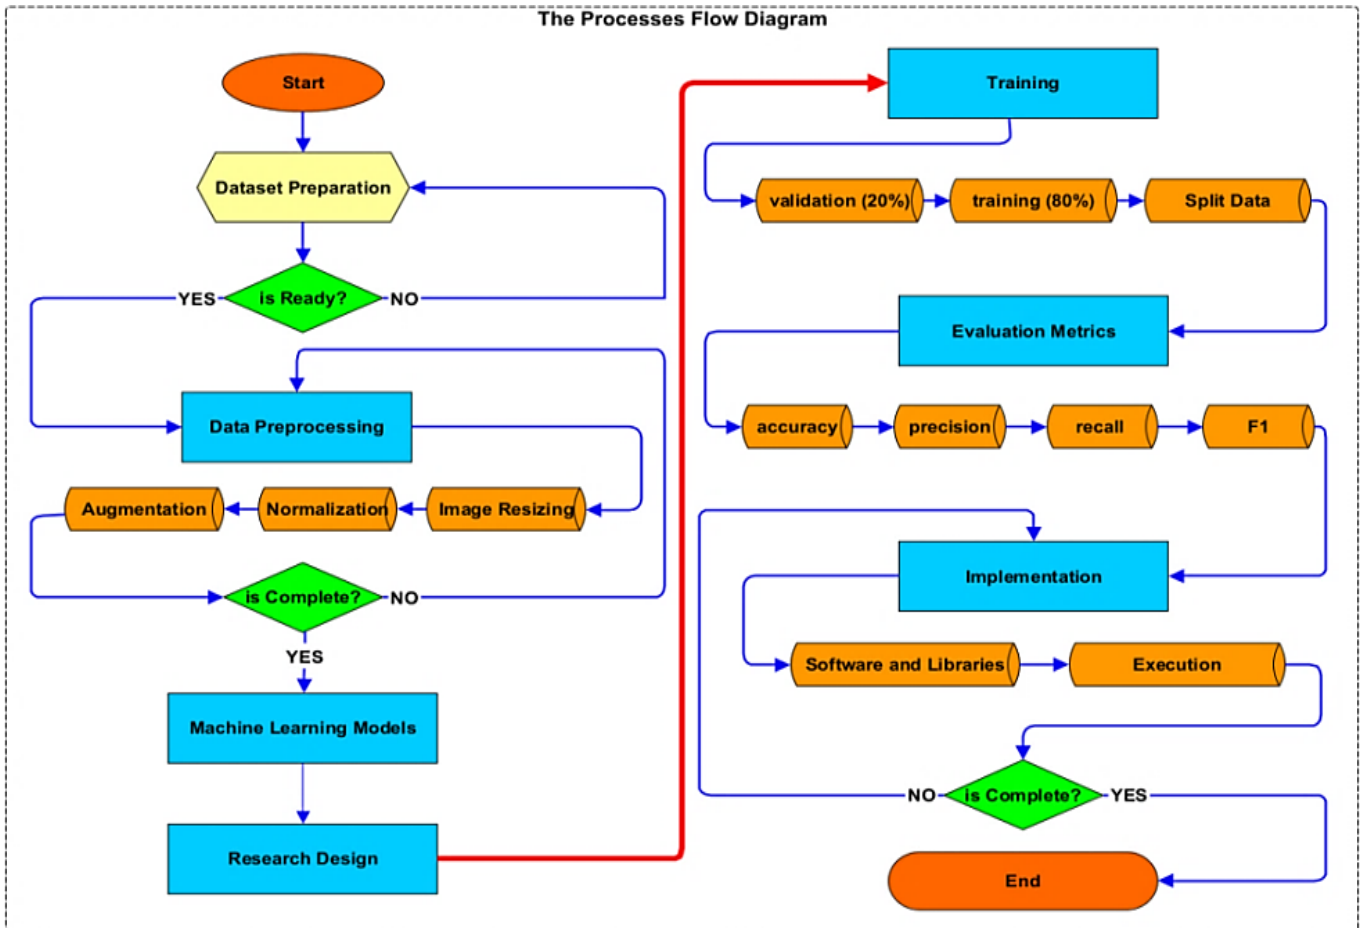 The Processes Flow Diagram
Start
Dataset Preparation
is Ready?
YES
NO
Data Preprocessing
Image Resizing
Normalization
Augmentation
is Complete?
NO
YES
Machine Learning Models
Research Design
Training
validation (20%)
training (80%)
Split Data
Evaluation Metrics
accuracy
precision
recall
F1
Implementation
Software and Libraries
Execution
is Complete?
NO
YES
End